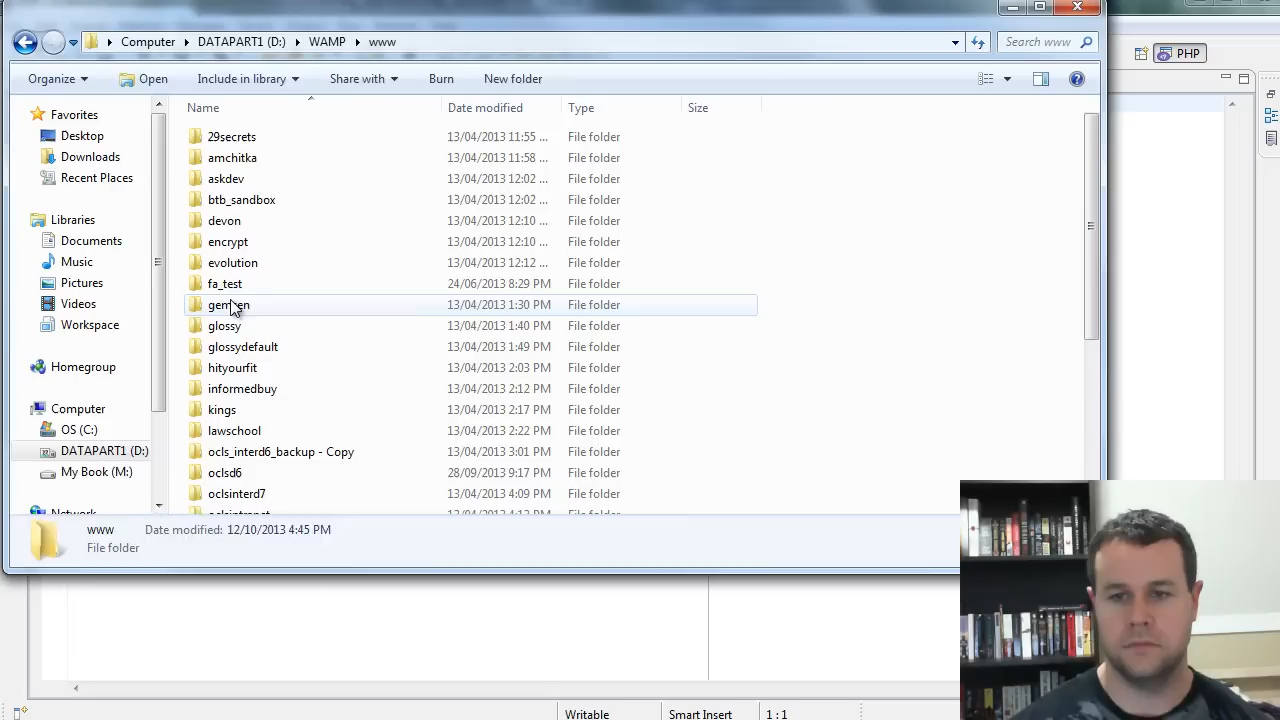 Computer DATAPART1 (D:) WAMP www Search www
PHP
Organize Open Include in library Share with Burn New folder
Name Date modified Type Size
Favorites
Desktop
Downloads
Recent Places
Libraries
Documents
Music
Pictures
Videos
Workspace
Homegroup
Computer
OS (C:)
DATAPART1 (D:)
My Book (M:)
Network
29secrets 13/04/2013 11:55 ... File folder
amchitka 13/04/2013 11:58 ... File folder
askdev 13/04/2013 12:02 ... File folder
btb_sandbox 13/04/2013 12:02 ... File folder
devon 13/04/2013 12:10 ... File folder
encrypt 13/04/2013 12:10 ... File folder
evolution 13/04/2013 12:12 ... File folder
fa_test 24/06/2013 8:29 PM File folder
13/04/2013 1:30 PM File folder
glossy 13/04/2013 1:40 PM File folder
glossydefault 13/04/2013 1:49 PM File folder
hityourfit 13/04/2013 2:03 PM File folder
informedbuy 13/04/2013 2:12 PM File folder
kings 13/04/2013 2:17 PM File folder
lawschool 13/04/2013 2:22 PM File folder
ocls_interd6_backup - Copy 13/04/2013 3:01 PM File folder
oclsd6 28/09/2013 9:17 PM File folder
oclsinterd7 13/04/2013 4:09 PM File folder
www Date modified: 12/10/2013 4:45 PM
File folder
Writable Smart Insert 1 : 1